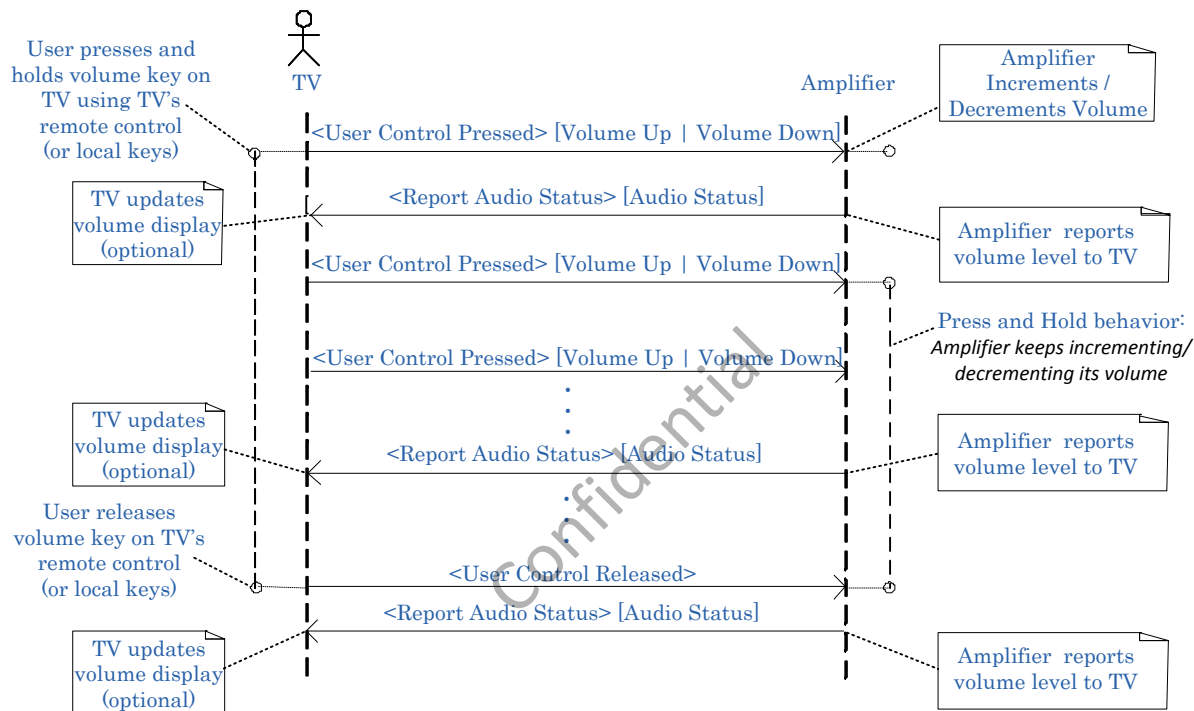 User presses and
holds volume key on
TV using TV's
remote control
(or local keys)
TV
Amplifier
Amplifier
Increments /
Decrements Volume
<User Control Pressed> [Volume Up | Volume Down]
TV updates
volume display
(optional)
<Report Audio Status> [Audio Status]
Amplifier reports
volume level to TV
<User Control Pressed> [Volume Up | Volume Down]
Press and Hold behavior:
Amplifier keeps incrementing/
decrementing its volume
<User Control Pressed> [Volume Up | Volume Down]
TV updates
volume display
(optional)
<Report Audio Status> [Audio Status]
Amplifier reports
volume level to TV
Confidential
User releases
volume key on TV's
remote control
(or local keys)
<User Control Released>
<Report Audio Status> [Audio Status]
TV updates
volume display
(optional)
Amplifier reports
volume level to TV